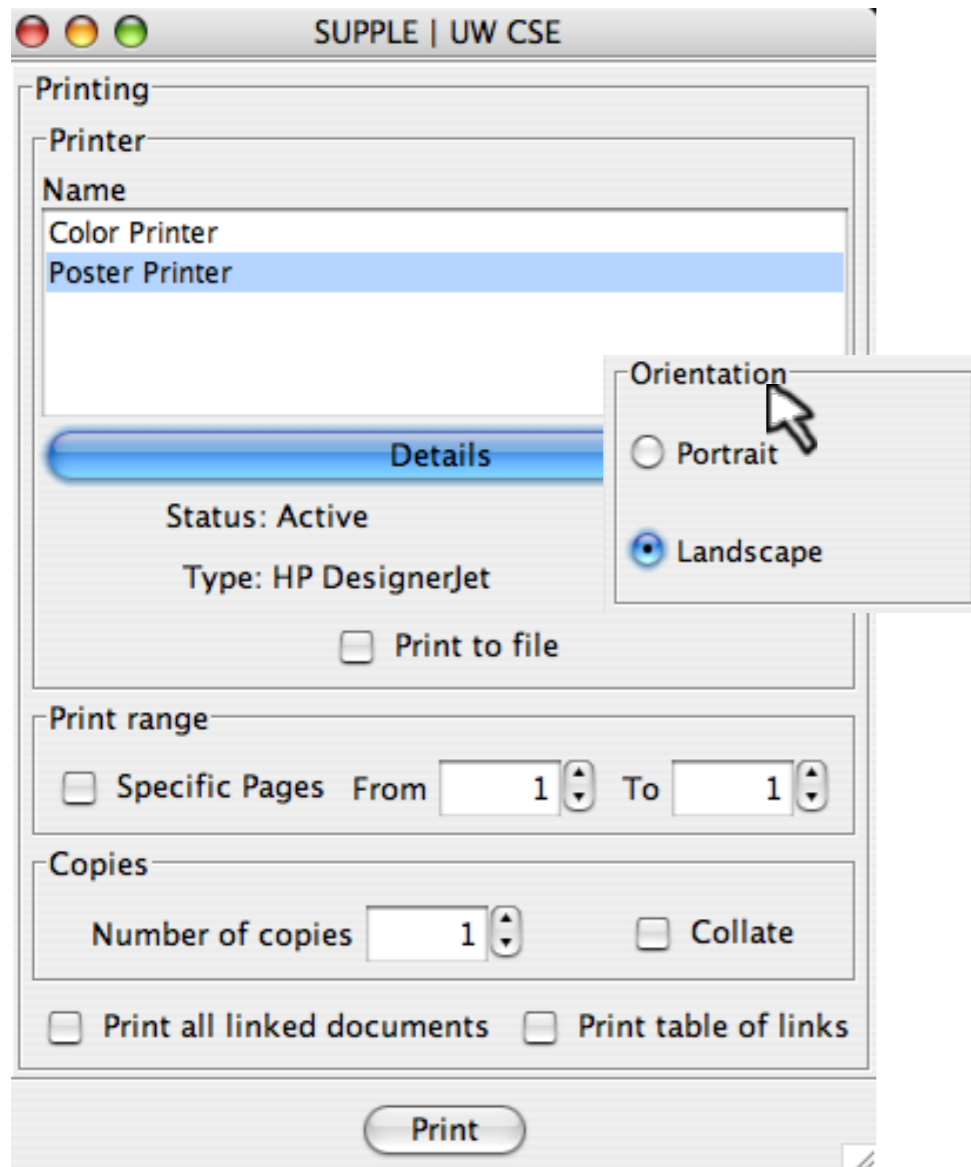 SUPPLE | UW CSE
Printing
Printer
Name
Color Printer
Poster Printer
Orientation
Details
Portrait
Status: Active
Landscape
Type: HP DesignerJet
Print to file
Print range
Specific Pages From 1 To 1
Copies
Number of copies 1 Collate
Print all linked documents Print table of links
Print